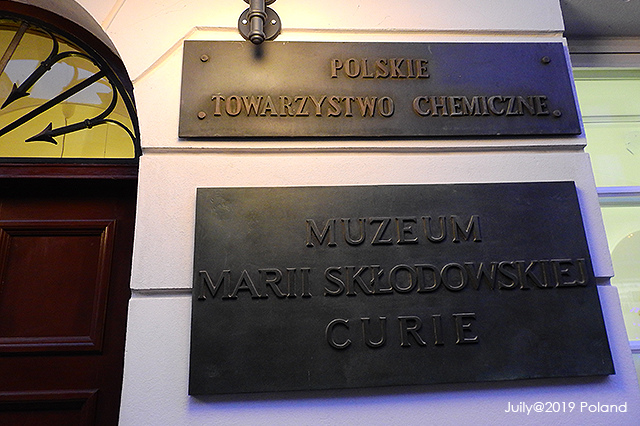 POLSKIE
TOWARZYSTWO CHEMICZNE
MUZEUM
MARII SKŁODOWSKIEJ
CURIE
Juily@2019 Poland